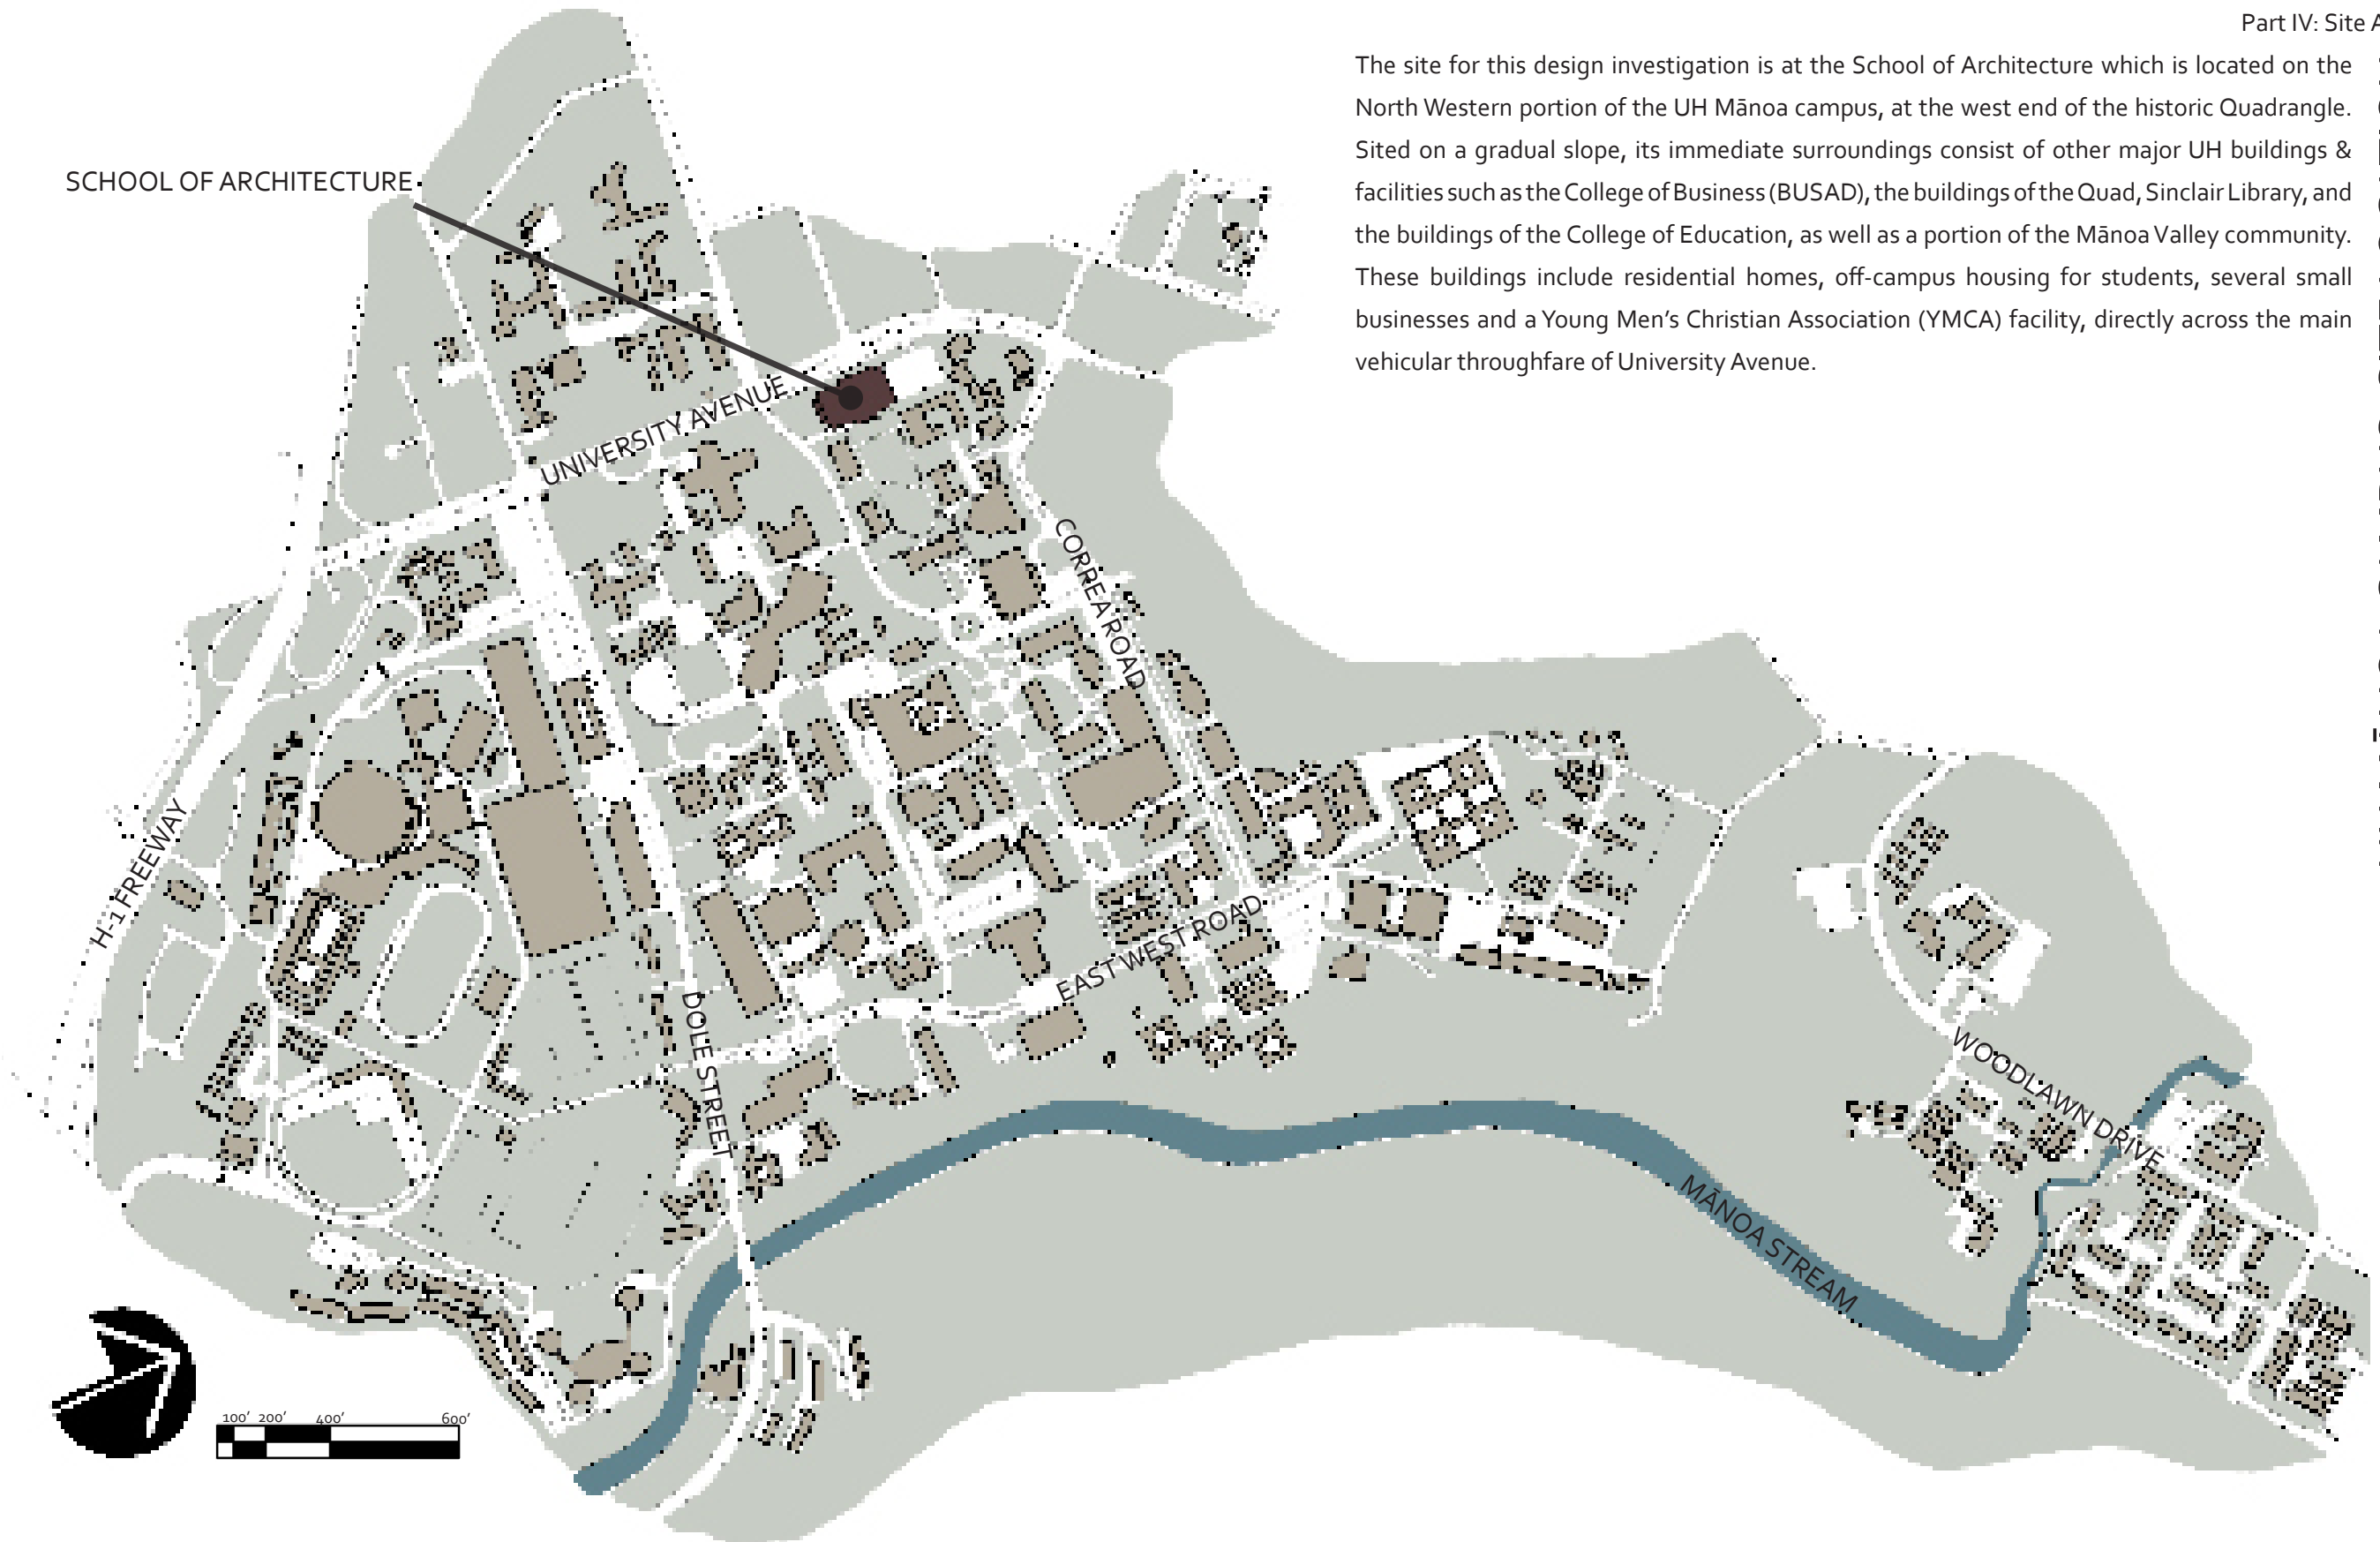 Part IV: Site
The site for this design investigation is at the School of Architecture which is located on the
North Western portion of the UH Mānoa campus, at the west end of the historic Quadrangle.
Sited on a gradual slope, its immediate surroundings consist of other major UH buildings &
facilities such as the College of Business (BUSAD), the buildings of the Quad, Sinclair Library, and
the buildings of the College of Education, as well as a portion of the Mānoa Valley community.
These buildings include residential homes, off-campus housing for students, several small
businesses and a Young Men's Christian Association (YMCA) facility, directly across the main
vehicular throughfare of University Avenue.
SCHOOL OF ARCHITECTURE
UNIVERSITY AVENUE
CORREA ROAD
H-1 FREEWAY
EAST WEST ROAD
DOLE STREET
WOODLAWN DRIVE
MĀNOA STREAM
100' 200' 400' 600'